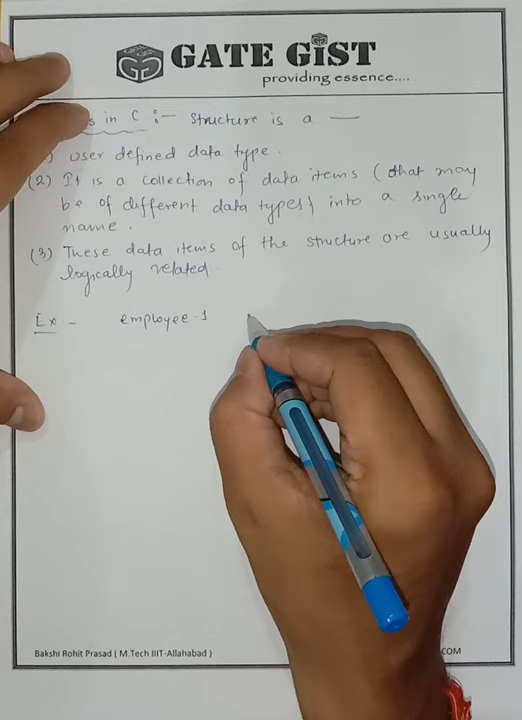 GATE GIST
providing essence....
in C :— Structure is a —
User defined data type.
(2) It is a collection of data items (that may
be of different data types) into a single
name.
(3) These data items of the structure are usually
logically related.
Ex - employee-1
Bakshi Rohit Prasad ( M.Tech IIIT-Allahabad )
COM